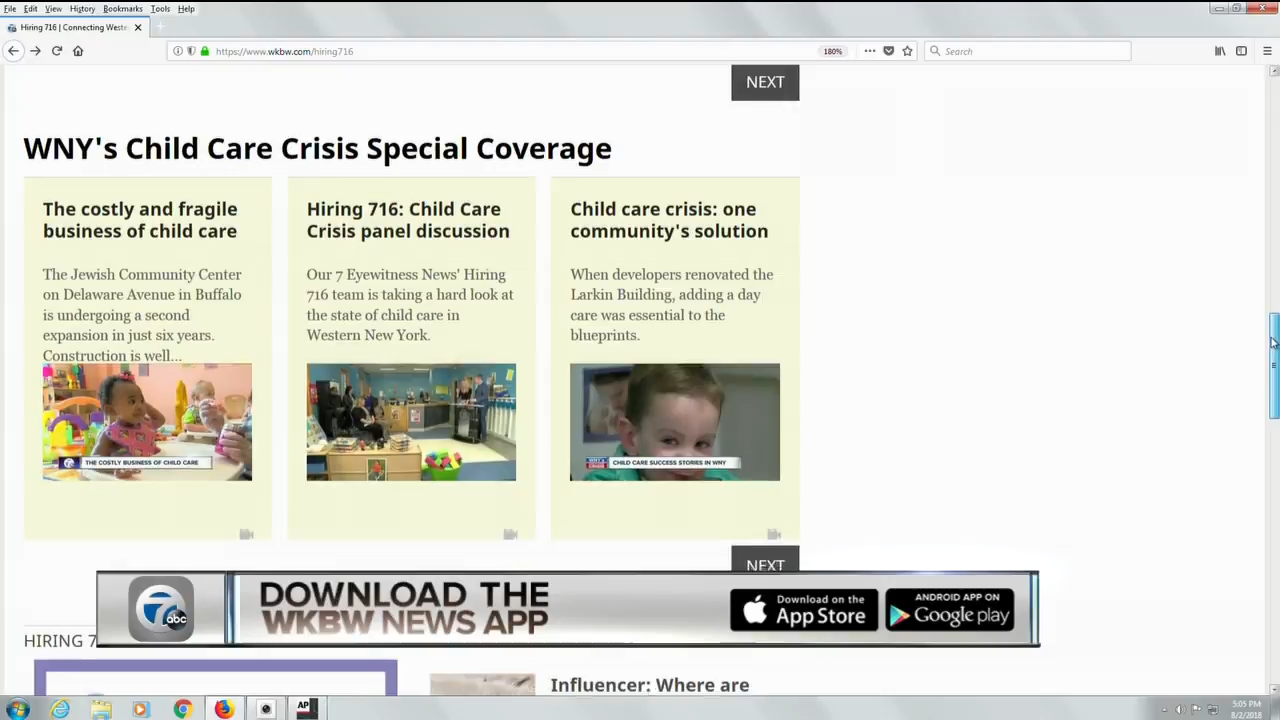 File Edit View History Bookmarks Tools Help
Hiring 716 | Connecting Weste
https://www.wkbw.com/hiring716
180%
Search
NEXT
WNY's Child Care Crisis Special Coverage
The costly and fragile
business of child care
The Jewish Community Center
on Delaware Avenue in Buffalo
is undergoing a second
expansion in just six years.
Construction is well...
THE COSTLY BUSINESS OF CHILD CARE
Hiring 716: Child Care
Crisis panel discussion
Our 7 Eyewitness News' Hiring
716 team is taking a hard look at
the state of child care in
Western New York.
Child care crisis: one
community's solution
When developers renovated the
Larkin Building, adding a day
care was essential to the
blueprints.
CHILD CARE SUCCESS STORIES IN WNY
NEXT
7 abc
DOWNLOAD THE
WKBW NEWS APP
Download on the
App Store
ANDROID APP ON
Google play
HIRING 7
Influencer: Where are
AP
5:05 PM
8/2/2018